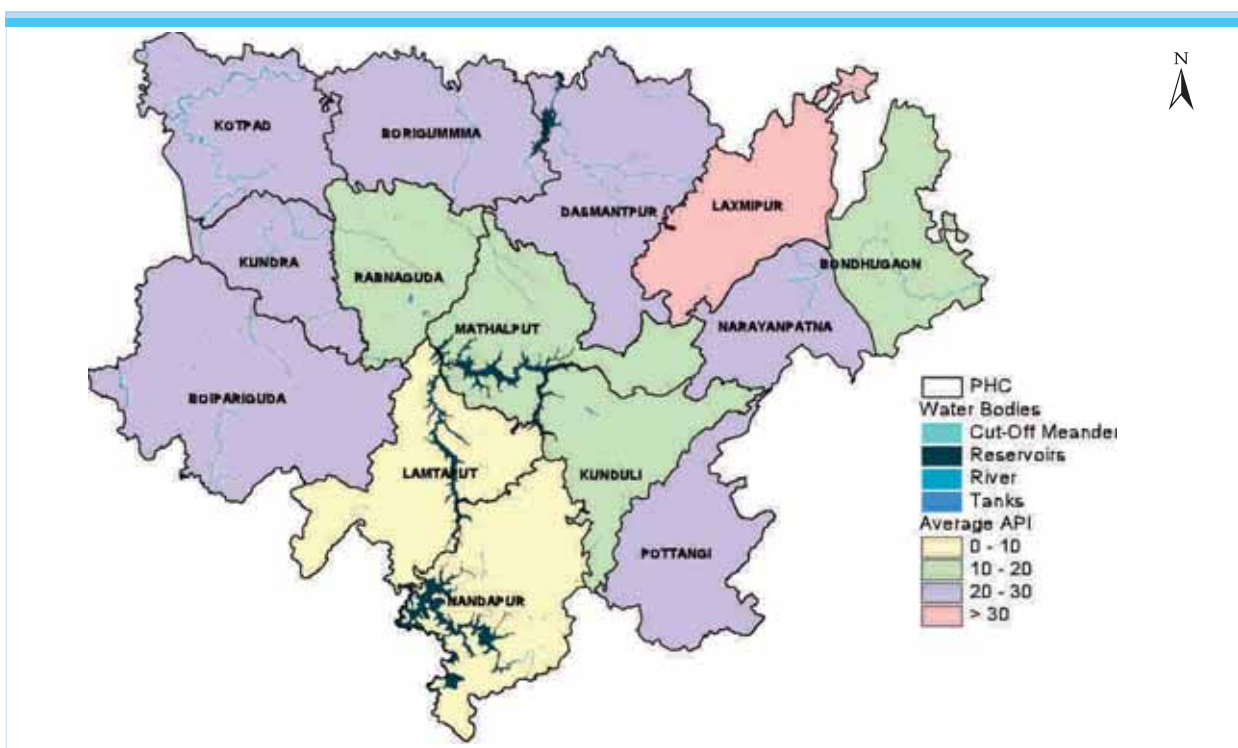 N
KOTPAD
BORIGUMMMA
DASMANTPUR
LAXMIPUR
KUNDRA
RABNAGUDA
BONDHUGAON
MATHALPUT
NARAYANPATNA
BOIPARIGUDA
LAMTAPUT
KUNDULI
POTTANGI
NANDAPUR
PHC
Water Bodies
Cut-Off Meander
Reservoirs
River
Tanks
Average API
0 - 10
10 - 20
20 - 30
> 30